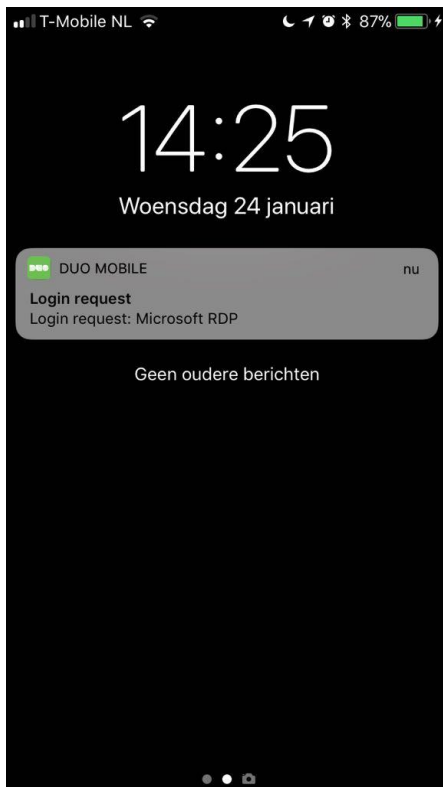 T-Mobile NL 87%
14:25
Woensdag 24 januari
DUO DUO MOBILE nu
Login request
Login request: Microsoft RDP
Geen oudere berichten